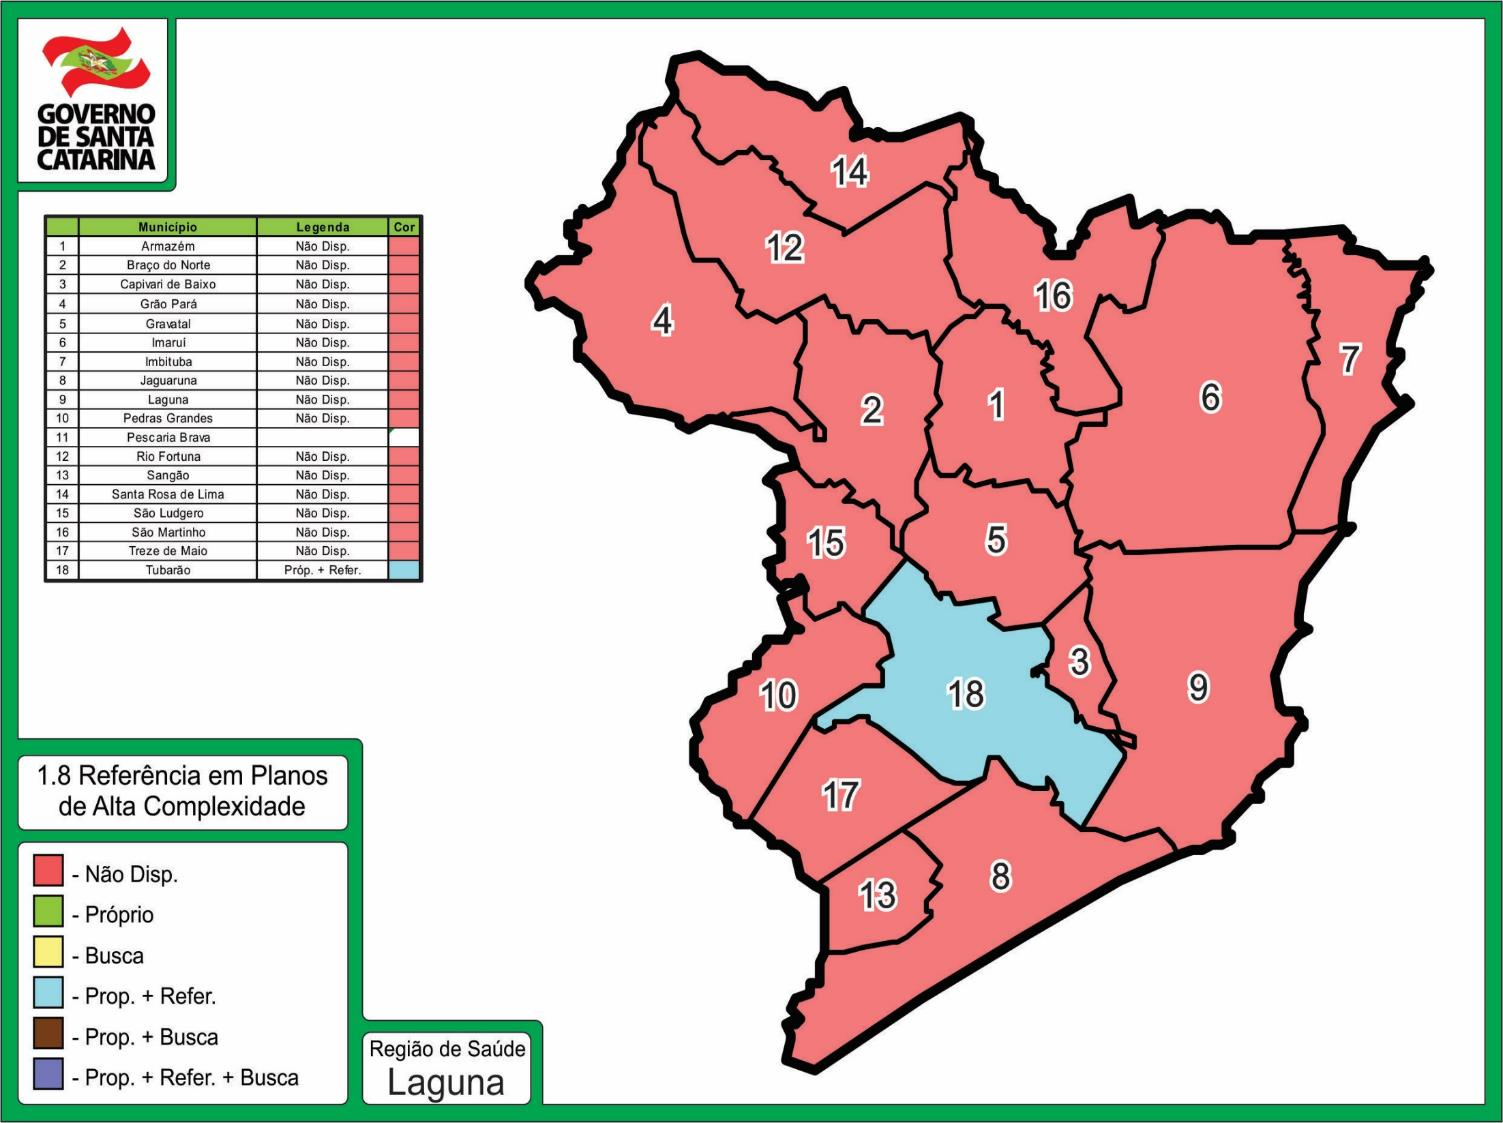 GOVERNO
DE SANTA
CATARINA
Município Legenda Cor
1 Armazém Não Disp.
2 Braço do Norte Não Disp.
3 Capivari de Baixo Não Disp.
4 Grão Pará Não Disp.
5 Gravatal Não Disp.
6 Imaruí Não Disp.
7 Imbituba Não Disp.
8 Jaguaruna Não Disp.
9 Laguna Não Disp.
10 Pedras Grandes Não Disp.
11 Pescaria Brava
12 Rio Fortuna Não Disp.
13 Sangão Não Disp.
14 Santa Rosa de Lima Não Disp.
15 São Ludgero Não Disp.
16 São Martinho Não Disp.
17 Treze de Maio Não Disp.
18 Tubarão Próp. + Refer.
14
12
16
4
7
6
2
1
15
5
3
10
18
9
17
13
8
1.8 Referência em Planos
de Alta Complexidade
- Não Disp.
- Próprio
- Busca
- Prop. + Refer.
- Prop. + Busca
- Prop. + Refer. + Busca
Região de Saúde
Laguna